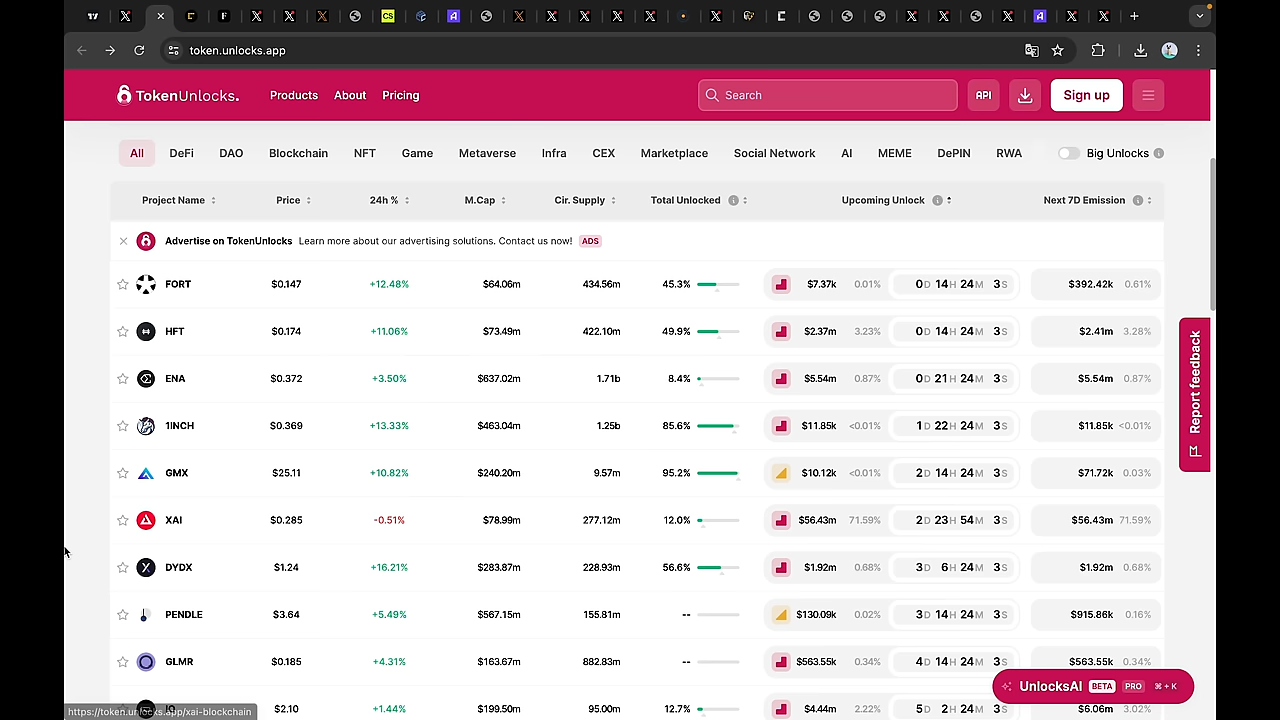 token.unlocks.app
TokenUnlocks.
Products About Pricing
Search
API
Sign up
All DeFi DAO Blockchain NFT Game Metaverse Infra CEX Marketplace Social Network AI MEME DePIN RWA Big Unlocks
Project Name Price 24h % M.Cap Cir. Supply Total Unlocked Upcoming Unlock Next 7D Emission
Advertise on TokenUnlocks Learn more about our advertising solutions. Contact us now! ADS
FORT $0.147 +12.48% $64.06m 434.56m 45.3% $7.37k 0.01% 0D 14H 24M 3S $392.42k 0.61%
HFT $0.174 +11.06% $73.49m 422.10m 49.9% $2.37m 3.23% 0D 14H 24M 3S $2.41m 3.28%
ENA $0.372 +3.50% $637.02m 1.71b 8.4% $5.54m 0.87% 0D 21H 24M 3S $5.54m 0.87%
1INCH $0.369 +13.33% $463.04m 1.25b 85.6% $11.85k <0.01% 1D 22H 24M 3S $11.85k <0.01%
GMX $25.11 +10.82% $240.20m 9.57m 95.2% $10.12k <0.01% 2D 14H 24M 3S $71.72k 0.03%
XAI $0.285 -0.51% $78.99m 277.12m 12.0% $56.43m 71.59% 2D 23H 54M 3S $56.43m 71.59%
DYDX $1.24 +16.21% $283.87m 228.93m 56.6% $1.92m 0.68% 3D 6H 24M 3S $1.92m 0.68%
PENDLE $3.64 +5.49% $567.15m 155.81m -- $130.09k 0.02% 3D 14H 24M 3S $915.86k 0.16%
GLMR $0.185 +4.31% $163.67m 882.83m -- $563.55k 0.34% 4D 14H 24M 3S $563.55k 0.34%
$2.10 +1.44% $199.50m 95.00m 12.7% $4.44m 2.22% 5D 2H 24M 3S $6.06m 3.02%
Report feedback
UnlocksAI BETA PRO ⌘ + K
https://token.unlocks.app/xai-blockchain